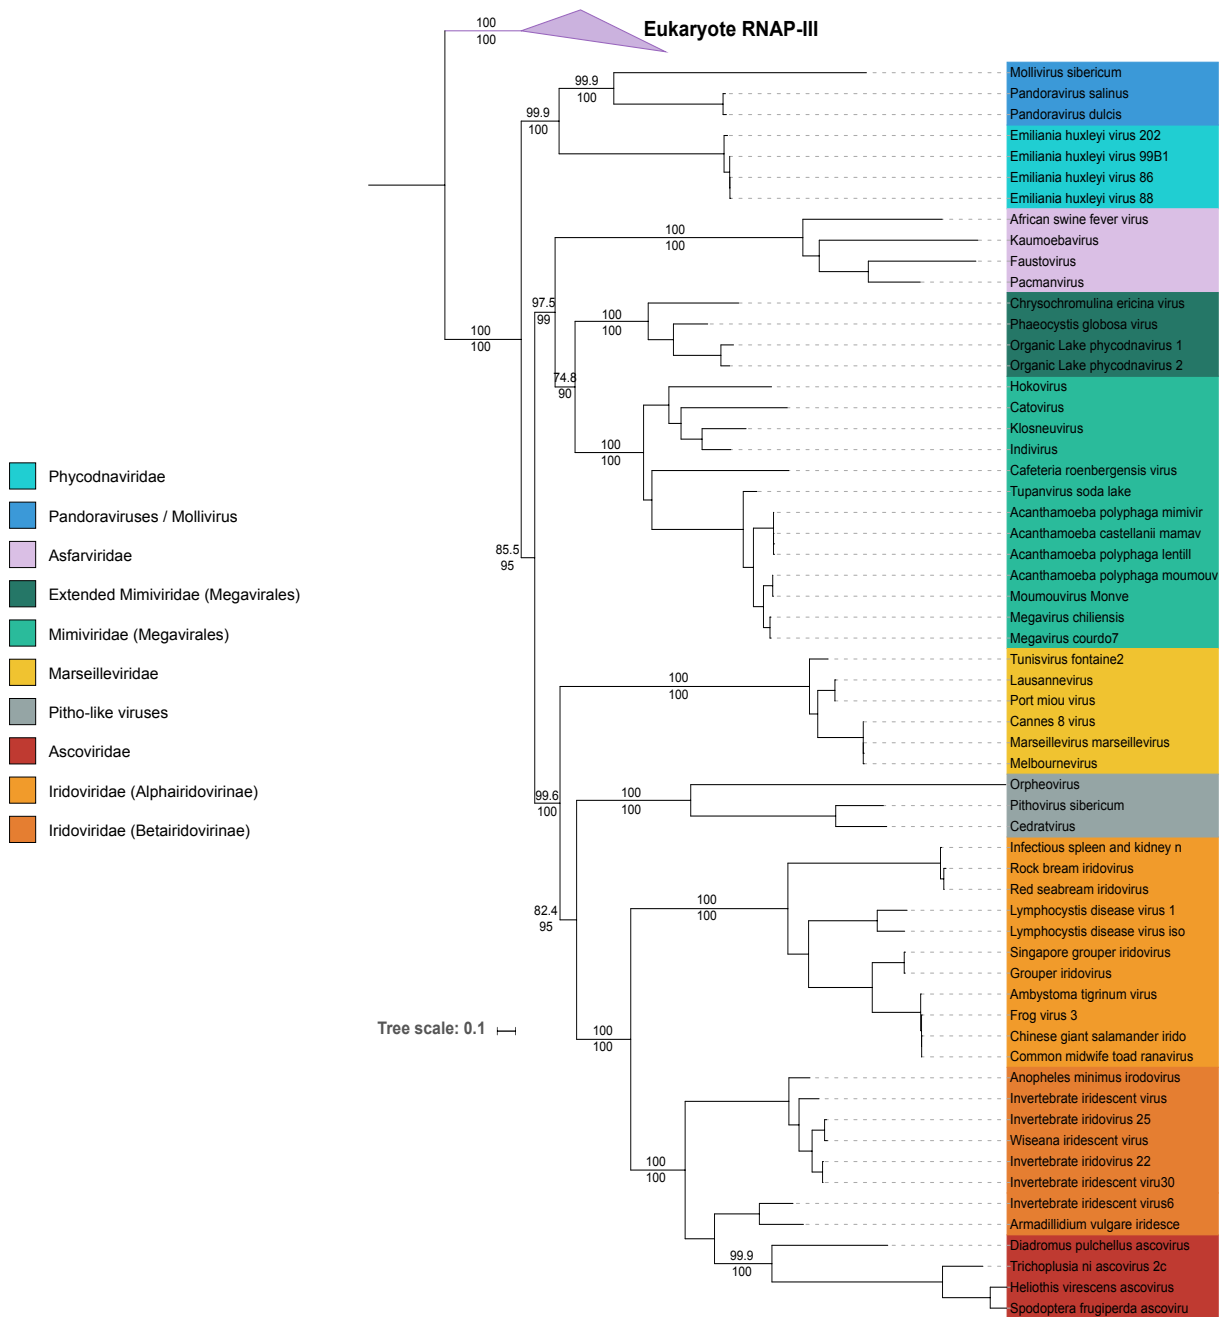 100
100
Eukaryote RNAP-III
Mollivirus sibericum
99.9
100
Pandoravirus salinus
Pandoravirus dulcis
99.9
100
Emiliania huxleyi virus 202
Emiliania huxleyi virus 99B1
Emiliania huxleyi virus 86
Emiliania huxleyi virus 88
African swine fever virus
100
100
Kaumoebavirus
Faustovirus
Pacmanvirus
97.5
99
Chrysochromulina ericina virus
100
100
Phaeocystis globosa virus
100
100
Organic Lake phycodnavirus 1
Organic Lake phycodnavirus 2
74.8
90
Hokovirus
Catovirus
Klosneuvirus
100
100
Indivirus
Cafeteria roenbergensis virus
Tupanvirus soda lake
Acanthamoeba polyphaga mimivir
Acanthamoeba castellanii mamav
Acanthamoeba polyphaga lentill
85.5
95
Acanthamoeba polyphaga moumouv
Moumouvirus Monve
Megavirus chiliensis
Megavirus courdo7
Phycodnaviridae
Pandoraviruses / Mollivirus
Asfarviridae
Extended Mimiviridae (Megavirales)
Mimiviridae (Megavirales)
Marseilleviridae
Pitho-like viruses
Ascoviridae
Iridoviridae (Alphairidovirinae)
Iridoviridae (Betairidovirinae)
Tunisvirus fontaine2
100
100
Lausannevirus
Port miou virus
Cannes 8 virus
Marseillevirus marseillevirus
Melbournevirus
99.6
100
Orpheovirus
100
100
Pithovirus sibericum
Cedratvirus
Infectious spleen and kidney n
Rock bream iridovirus
Red seabream iridovirus
82.4
95
100
100
Lymphocystis disease virus 1
Lymphocystis disease virus iso
Singapore grouper iridovirus
Grouper iridovirus
Ambystoma tigrinum virus
Frog virus 3
Tree scale: 0.1
100
100
Chinese giant salamander irido
Common midwife toad ranavirus
Anopheles minimus irodovirus
Invertebrate iridescent virus
Invertebrate iridovirus 25
Wiseana iridescent virus
100
100
Invertebrate iridovirus 22
Invertebrate iridescent viru30
Invertebrate iridescent virus6
Armadillidium vulgare iridesce
Diadromus pulchellus ascovirus
99.9
100
Trichoplusia ni ascovirus 2c
Heliothis virescens ascovirus
Spodoptera frugiperda ascoviru